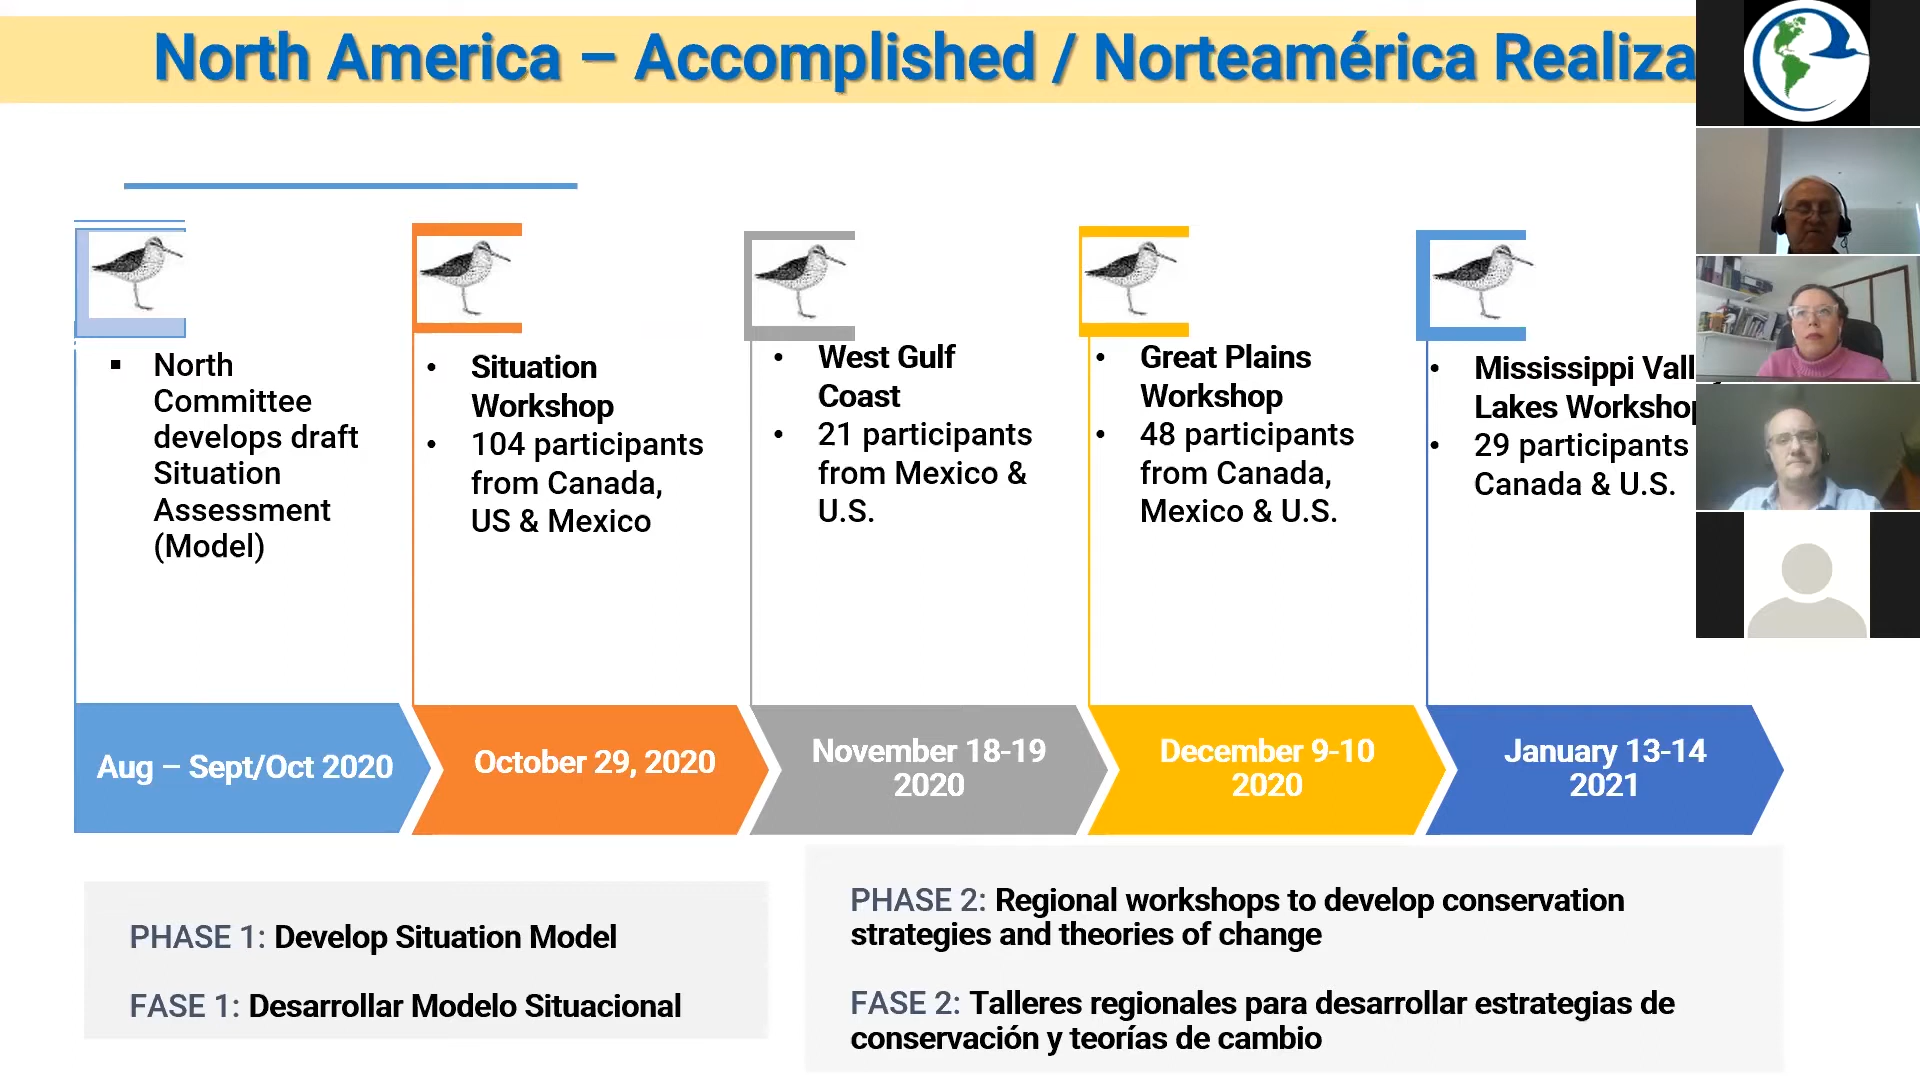 North America – Accomplished / Norteamérica
North
Committee
develops draft
Situation
Assessment
(Model)
Situation
Workshop
104 participants
from Canada,
US & Mexico
West Gulf
Coast
21 participants
from Mexico &
U.S.
Great Plains
Workshop
48 participants
from Canada,
Mexico & U.S.
Mississippi
Lakes Workshop
29 participants
Canada & U.S.
Aug – Sept/Oct 2020
October 29, 2020
November 18-19
2020
December 9-10
2020
January 13-14
2021
PHASE 1: Develop Situation Model
FASE 1: Desarrollar Modelo Situacional
PHASE 2: Regional workshops to develop conservation
strategies and theories of change
FASE 2: Talleres regionales para desarrollar estrategias de
conservación y teorías de cambio